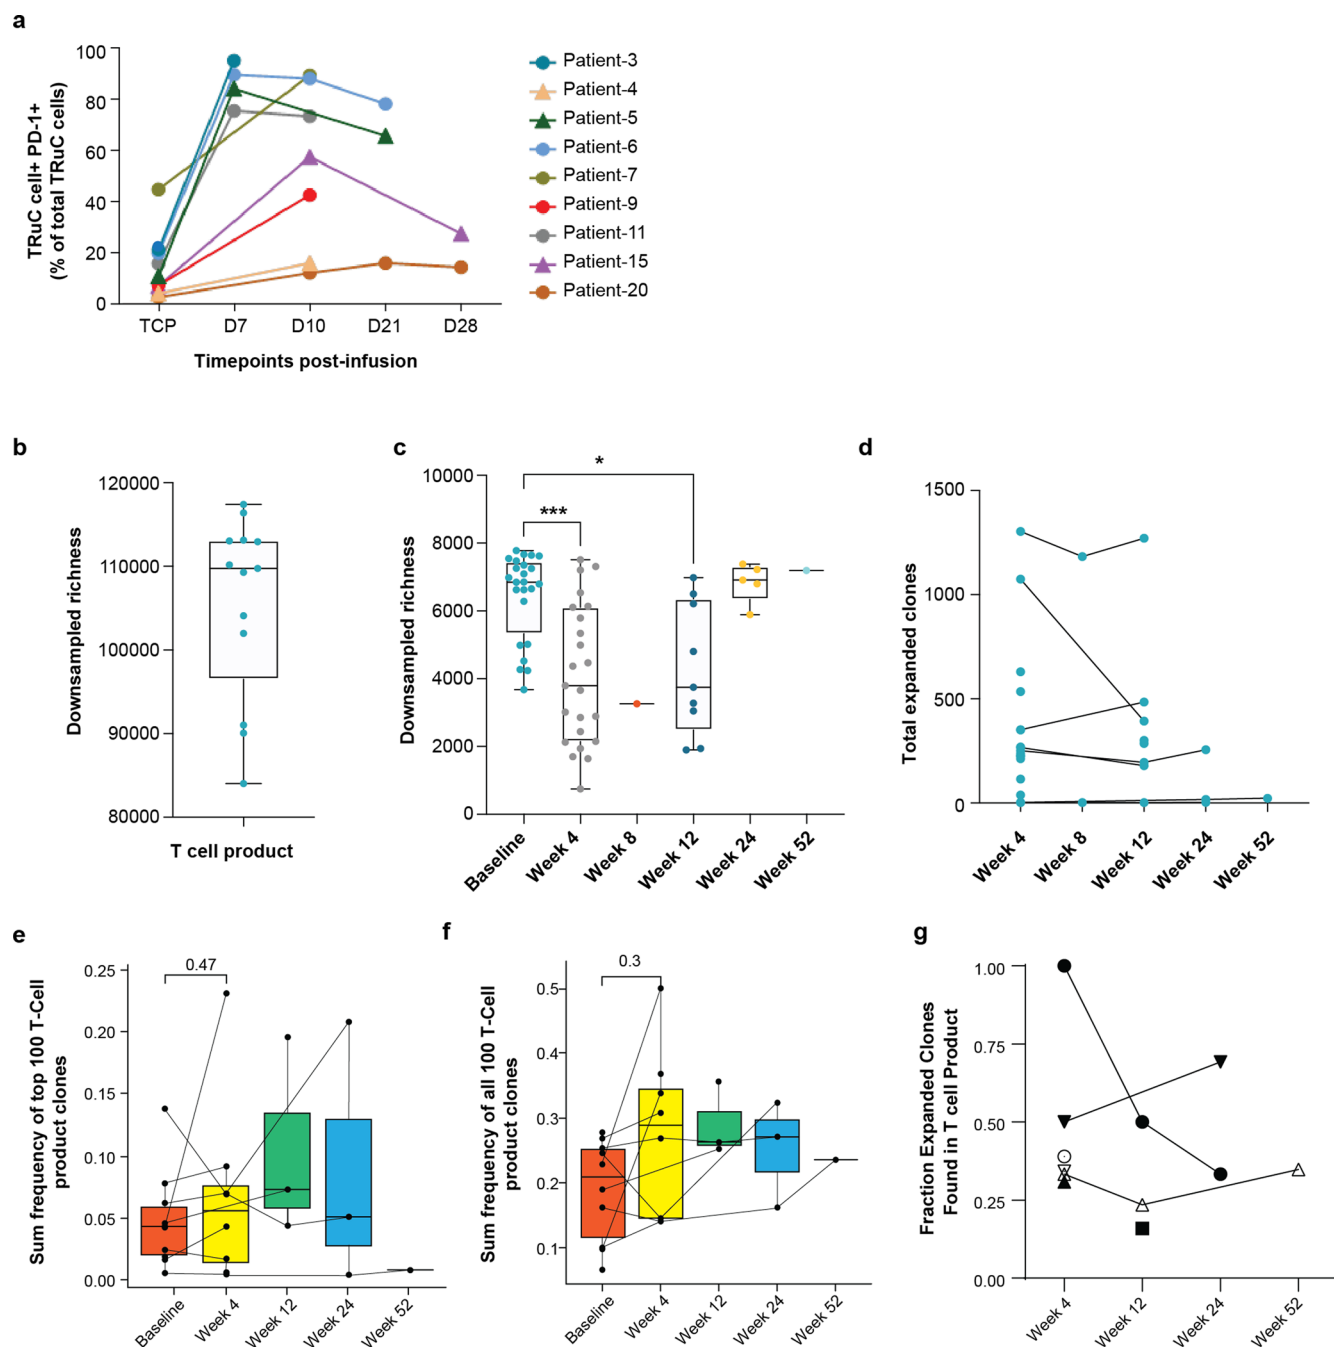 a
TRuC cell+ PD-1+
(% of total TRuC cells)
100
80
60
40
20
0
TCP D7 D10 D21 D28
Timepoints post-infusion
Patient-3
Patient-4
Patient-5
Patient-6
Patient-7
Patient-9
Patient-11
Patient-15
Patient-20
b
Downsampled richness
120000
110000
100000
90000
80000
T cell product
c
Downsampled richness
10000
8000
6000
4000
2000
0
*
***
Baseline Week 4 Week 8 Week 12 Week 24 Week 52
d
Total expanded clones
1500
1000
500
0
Week 4 Week 8 Week 12 Week 24 Week 52
e
Sum frequency of top 100 T-Cell
product clones
0.25
0.20
0.15
0.10
0.05
0.00
0.47
Baseline Week 4 Week 12 Week 24 Week 52
f
Sum frequency of all 100 T-Cell
product clones
0.5
0.4
0.3
0.2
0.1
0.3
Baseline Week 4 Week 12 Week 24 Week 52
g
Fraction Expanded Clones
Found in T cell Product
1.00
0.75
0.50
0.25
0.00
Week 4 Week 12 Week 24 Week 52